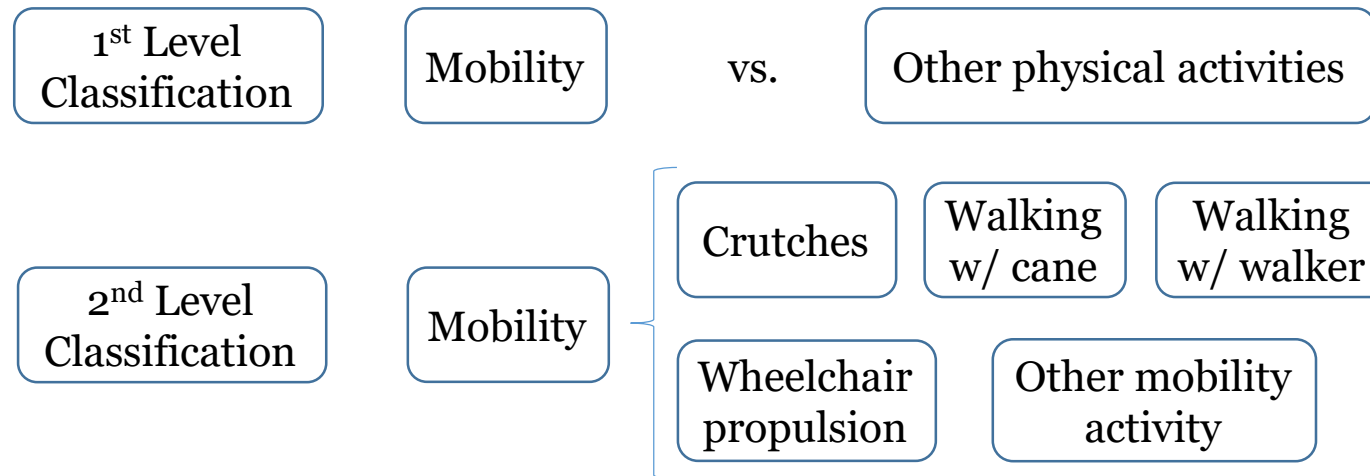 1st Level
Classification
Mobility
vs.
Other physical activities
2nd Level
Classification
Mobility
Crutches
Walking
w/ cane
Walking
w/ walker
Wheelchair
propulsion
Other mobility
activity